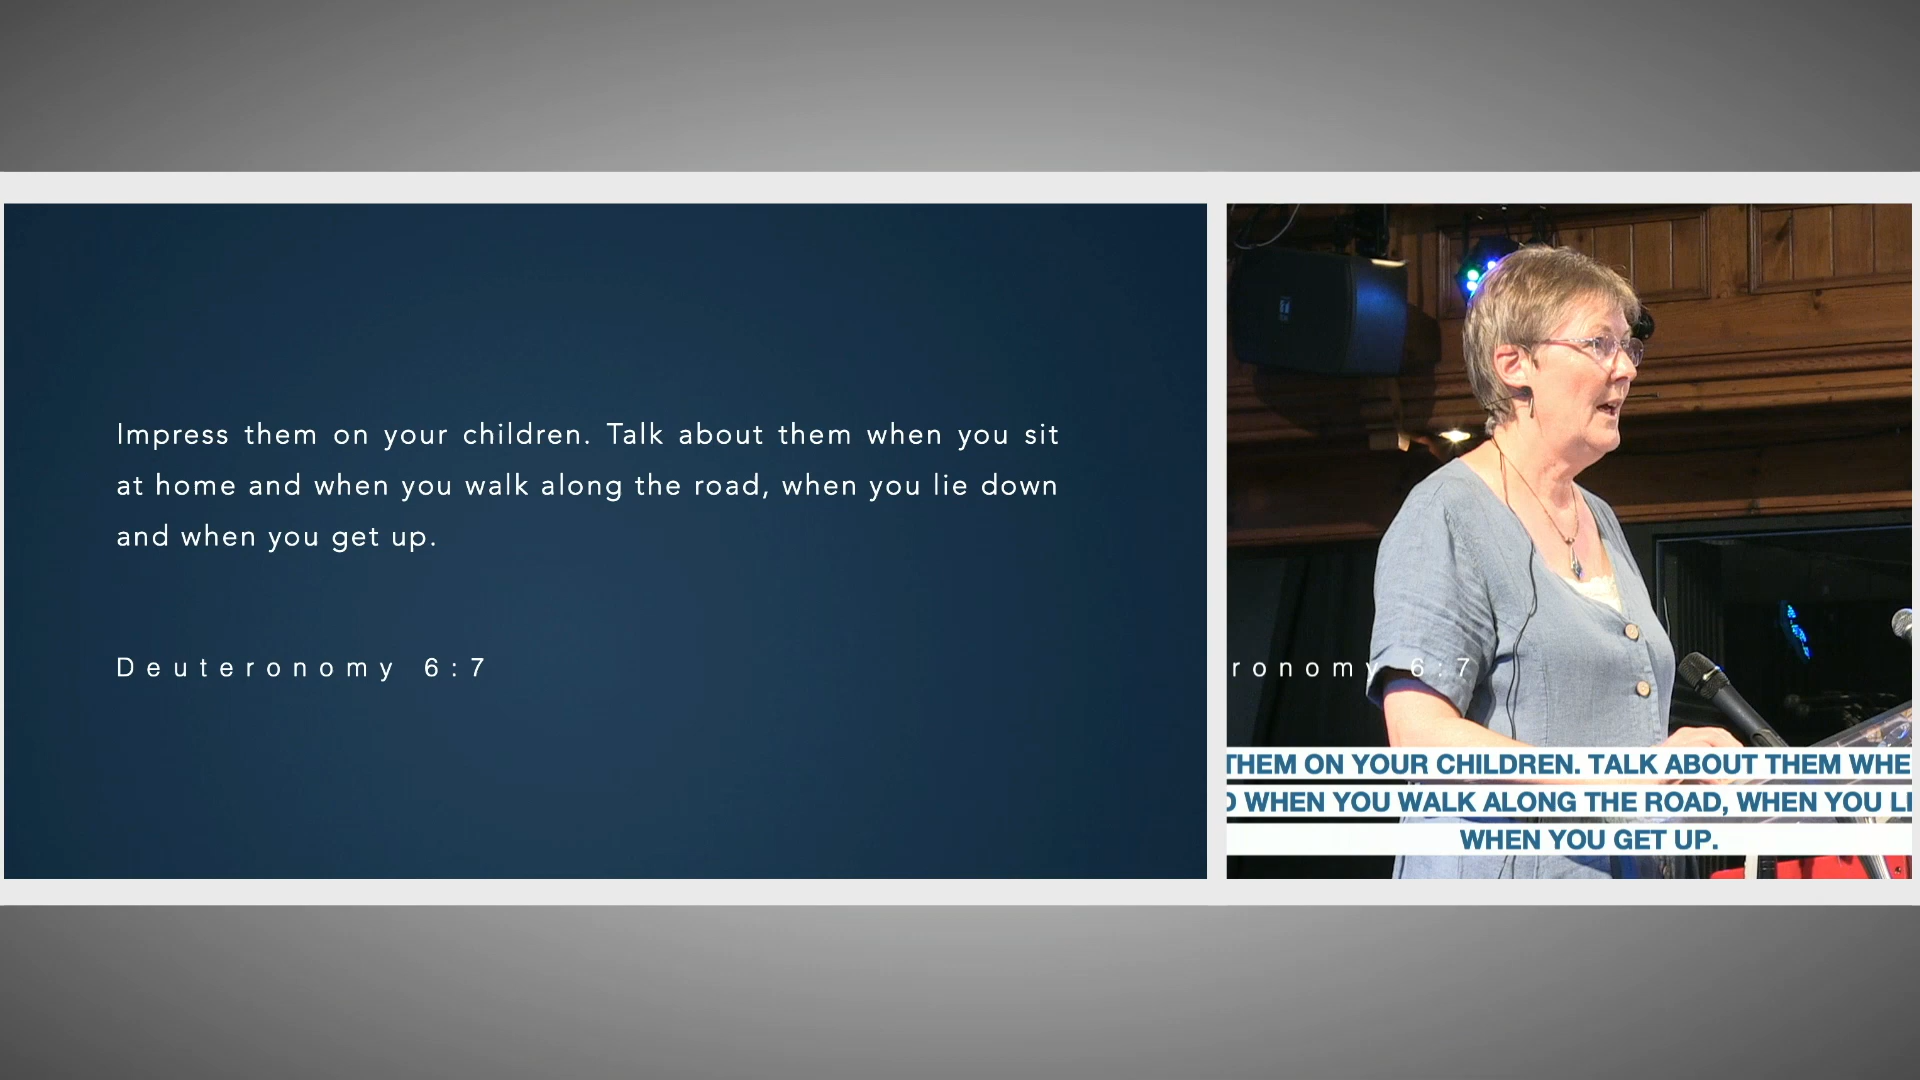 Impress them on your children. Talk about them when you sit
at home and when you walk along the road, when you lie down
and when you get up.
Deuteronomy 6:7
ronomy 6:7
THEM ON YOUR CHILDREN. TALK ABOUT THEM WHE
WHEN YOU WALK ALONG THE ROAD, WHEN YOU LI
WHEN YOU GET UP.